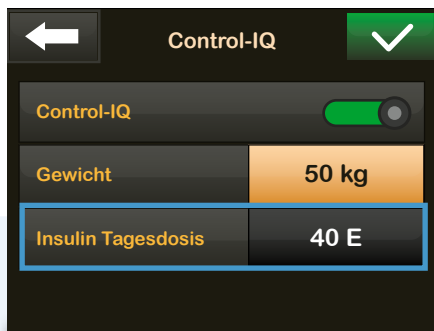 Control-IQ
Control-IQ
Gewicht 50 kg
Insulin Tagesdosis 40 E